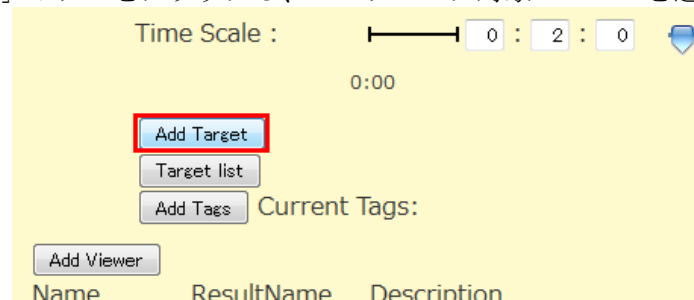 Time Scale : 0 : 2 : 0
0:00
Add Target
Target list
Add Tags Current Tags:
Add Viewer
Name ResultName Description